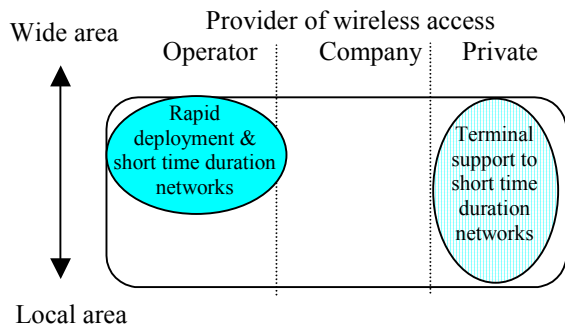 Provider of wireless access
Wide area
Operator
Company
Private
Rapid
deployment &
short time duration
networks
Terminal
support to
short time
duration
networks
Local area